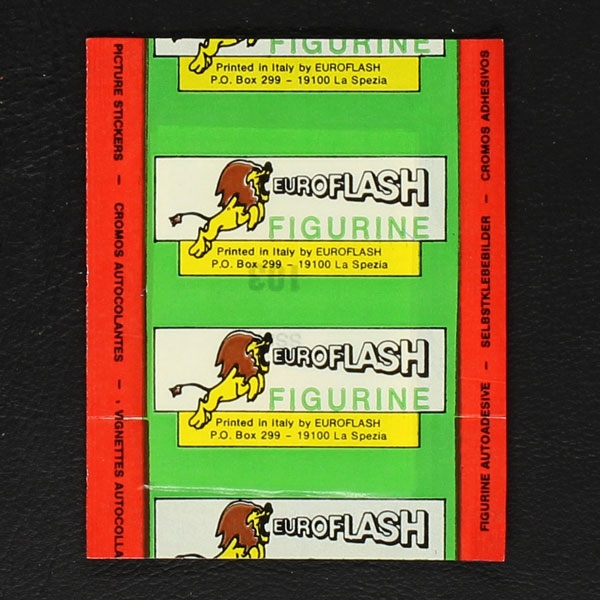 FIGURINE
Printed in Italy by EUROFLASH
P.O. Box 299 - 19100 La Spezia
EUROFLASH
FIGURINE
Printed in Italy by EUROFLASH
P.O. Box 299 - 19100 La Spezia
103
EUROFLASH
FIGURINE
Printed in Italy by EUROFLASH
P.O. Box 299 - 19100 La Spezia
EUROFLASH
PICTURE STICKERS - CROMOS AUTOCOLANTES - VIGNETTES AUTOCOLLA
FIGURINE AUTOADESIVE - SELBSTKLEBEBILDER - CROMOS ADHESIVOS